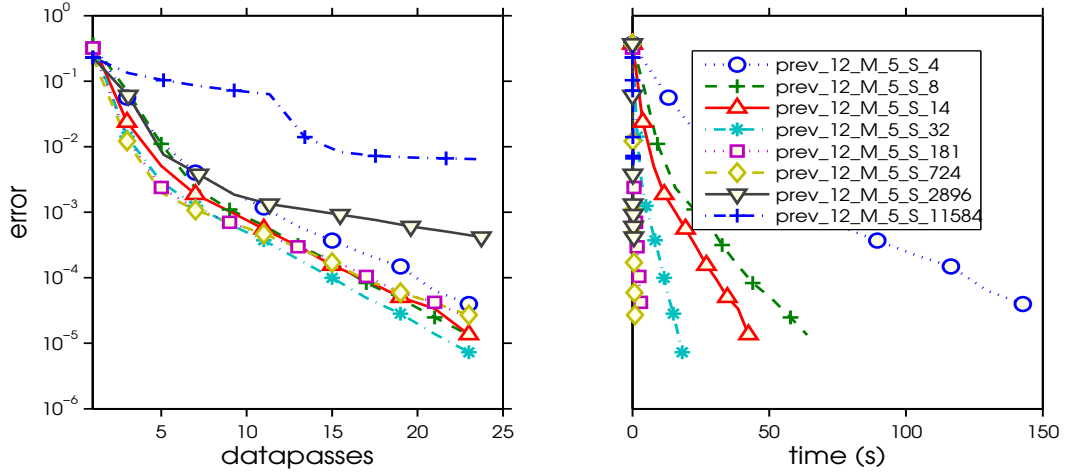 10^0
10^-1
10^-2
10^-3
10^-4
10^-5
10^-6
error
5
10
15
20
25
datapasses
prev_12_M_5_S_4
prev_12_M_5_S_8
prev_12_M_5_S_14
prev_12_M_5_S_32
prev_12_M_5_S_181
prev_12_M_5_S_724
prev_12_M_5_S_2896
prev_12_M_5_S_11584
0
50
100
150
time (s)